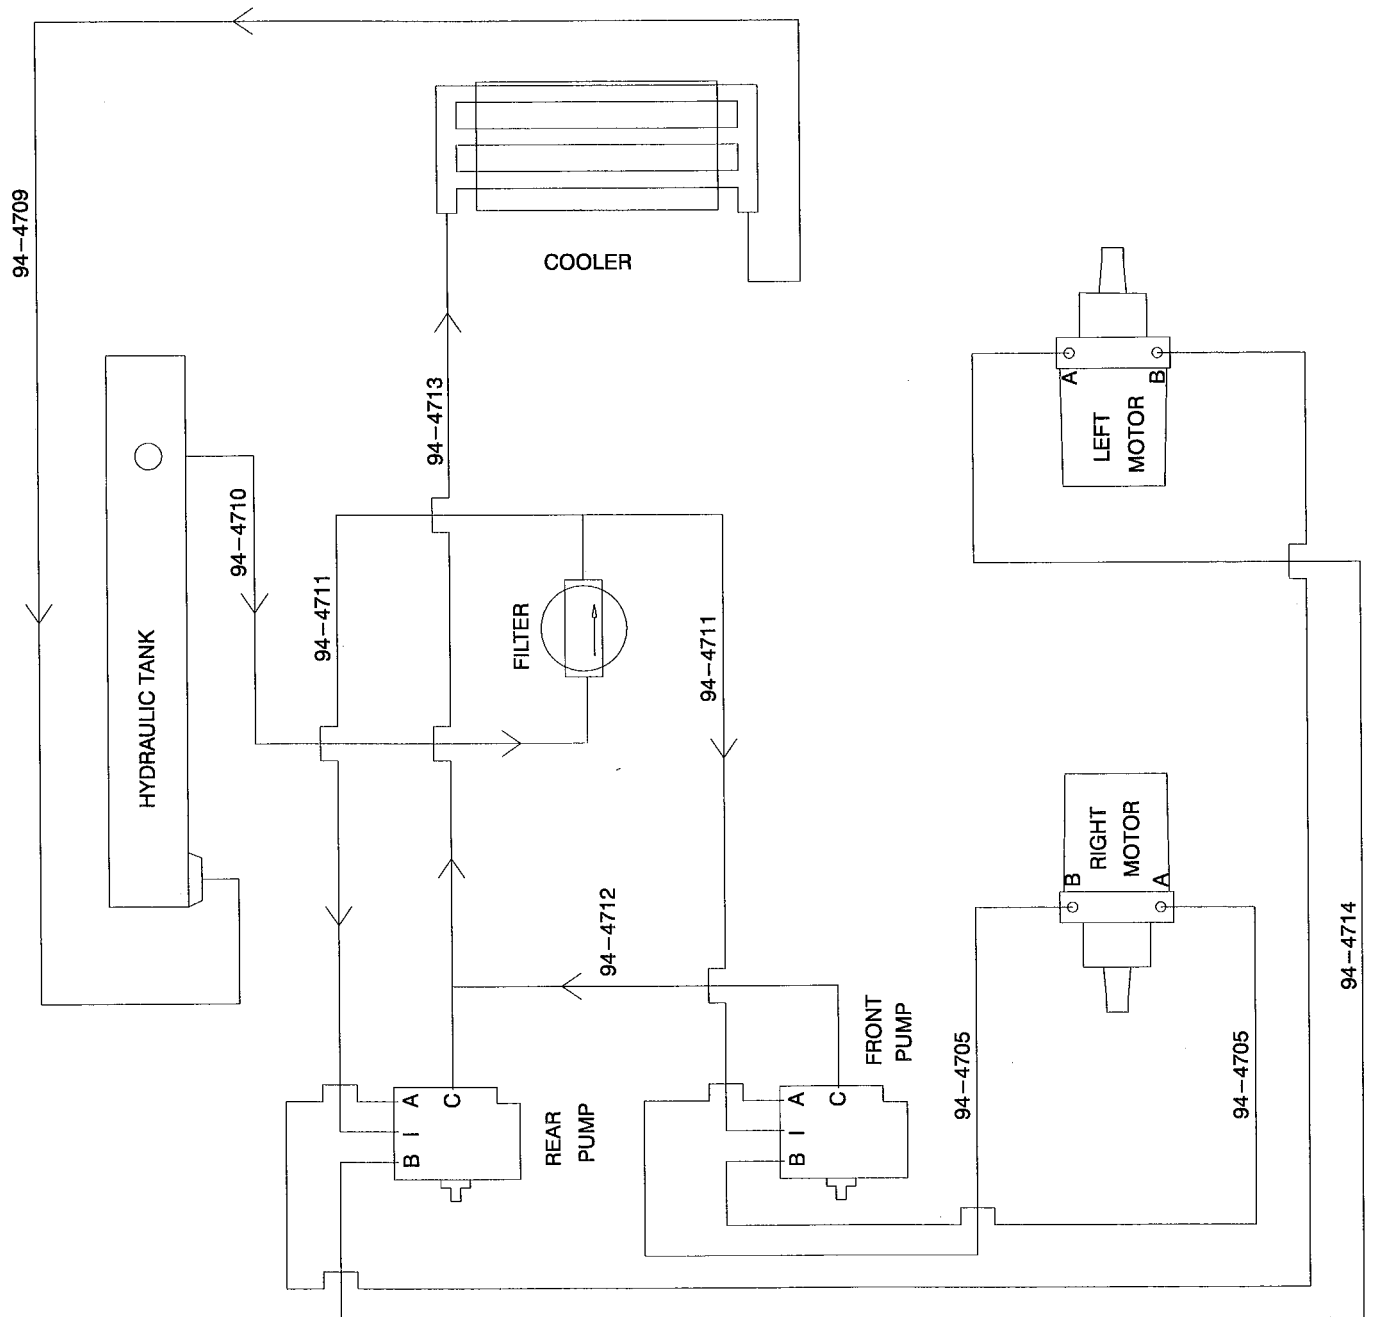 94-4709
COOLER
94-4713
94-4710
94-4711
FILTER
94-4711
HYDRAULIC TANK
A
B
LEFT
MOTOR
RIGHT
MOTOR
B
A
94-4712
94-4714
FRONT
PUMP
94-4705
94-4705
A
C
I
B
REAR
PUMP
A
C
I
B